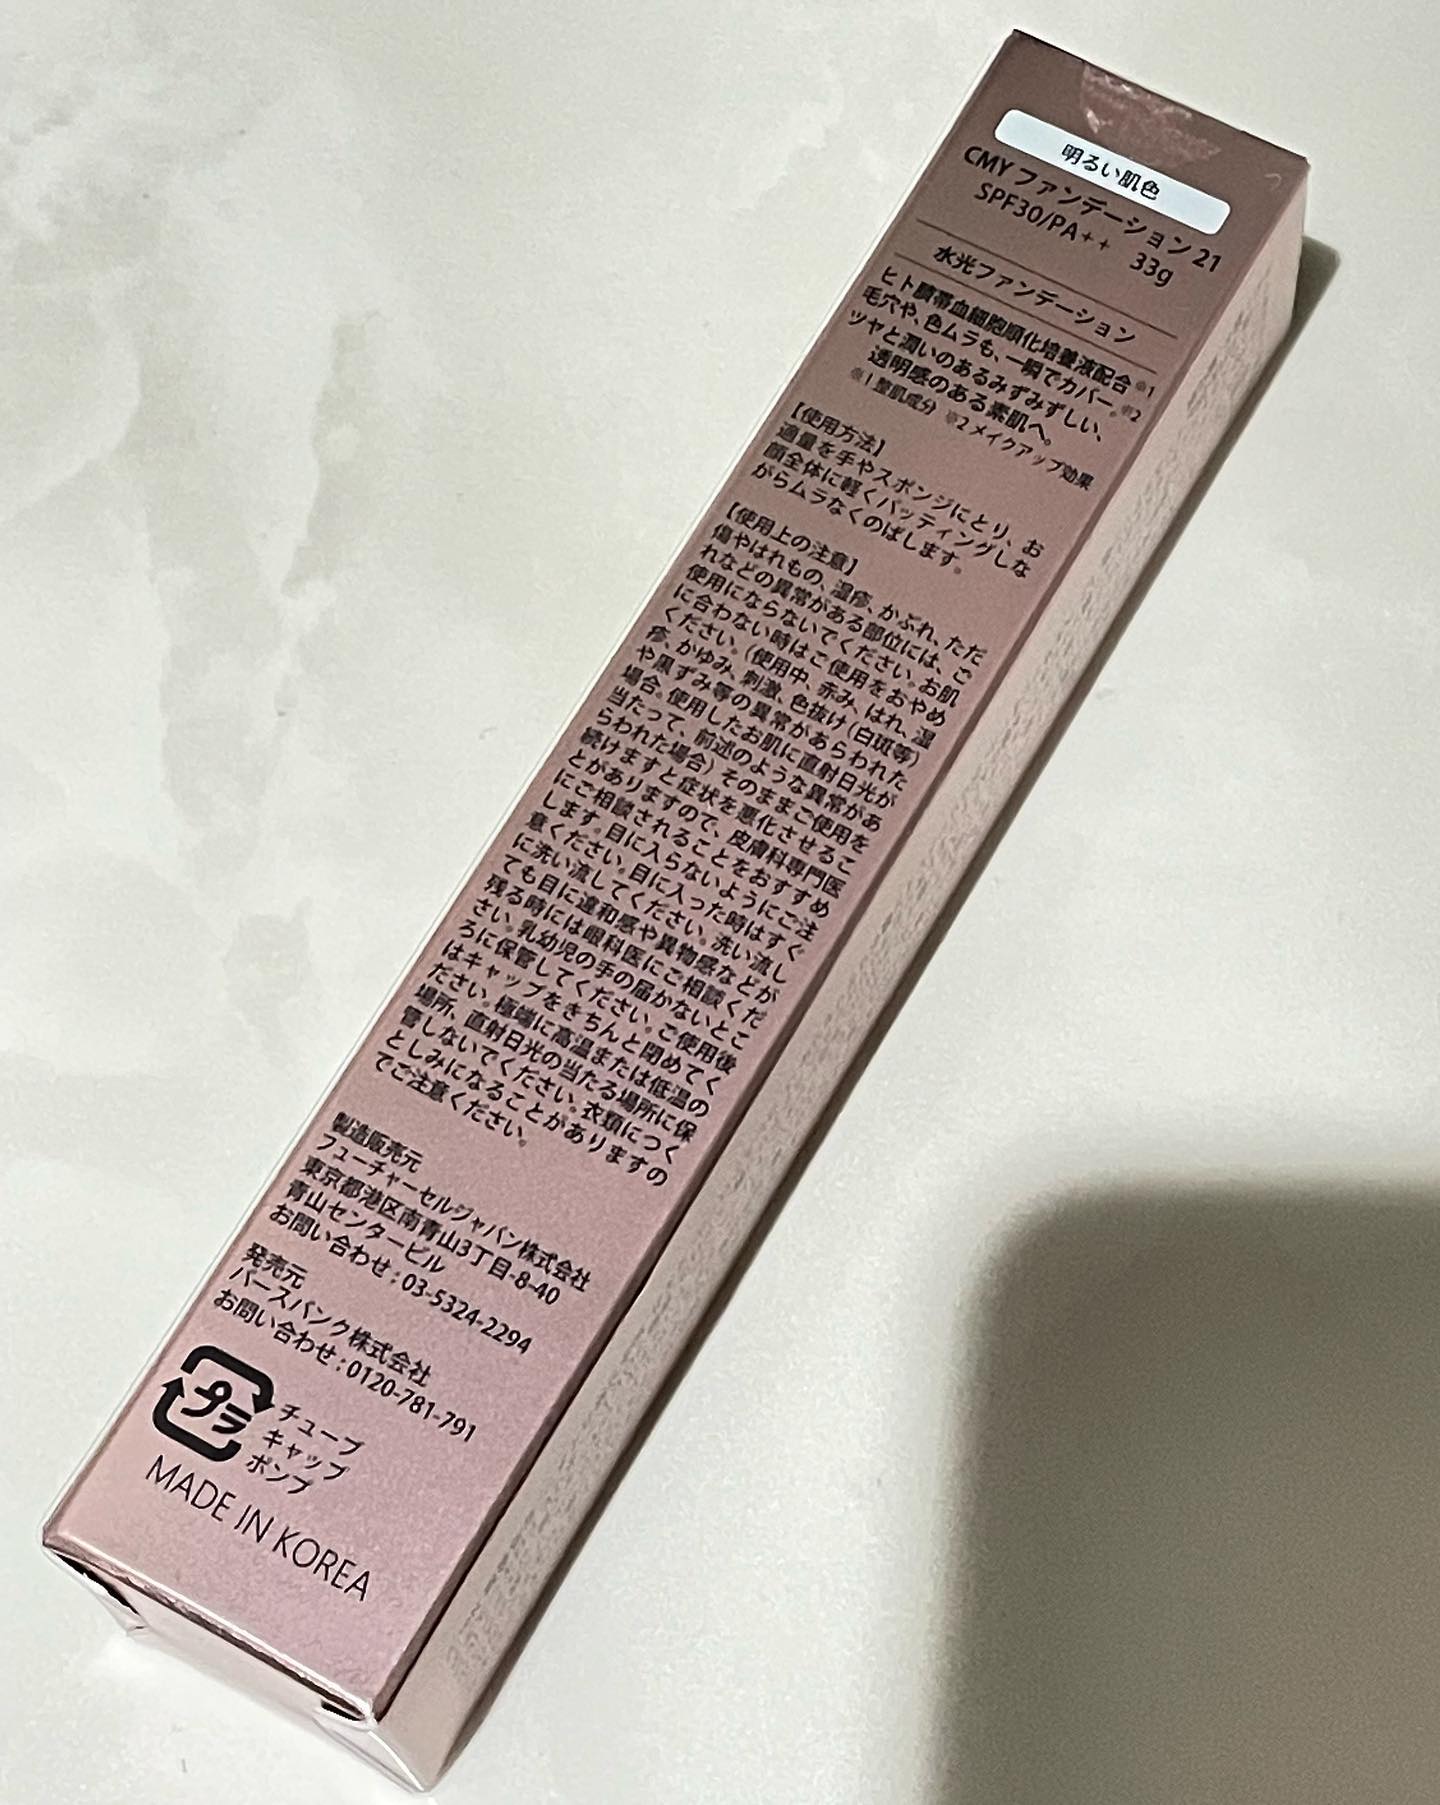 明るい肌色
CMY ファンデーション 21
SPF30/PA++ 33g
水光ファンデーション
ヒト臍帯血細胞順化培養液配合※1
毛穴や、色ムラも、一瞬でカバー。※2
ツヤと潤いのあるみずみずしい、
透明感のある素肌へ。
※1 整肌成分 ※2 メイクアップ効果
【使用方法】
適量を手やスポンジにとり、お
顔全体に軽くパッティングしな
がらムラなくのばします。
【使用上の注意】
傷やはれもの、湿疹、かぶれ、ただ
れなどの異常がある部位には、ご
使用にならないでください。お肌
に合わない時はご使用をおやめ
ください。(使用中、赤み、はれ、湿
疹、かゆみ、刺激、色抜け(白斑等)
や黒ずみ等の異常があらわれた
場合。使用したお肌に直射日光が
当たって、前述のような異常があ
らわれた場合)そのままご使用を
続けますと症状を悪化させるこ
とがありますので、皮膚科専門医
にご相談されることをおすすめ
します。目に入らないようにご注
意ください。目に入った時はすぐ
に洗い流してください。洗い流し
ても目に違和感や異物感などが
残る時には眼科医にご相談くだ
さい。乳幼児の手の届かないとこ
ろに保管してください。ご使用後
はキャップをきちんと閉めてく
ださい。極端に高温または低温の
場所、直射日光の当たる場所に保
管しないでください。衣類につく
としみになることがありますの
でご注意ください。
製造販売元
フューチャーセルジャパン株式会社
東京都港区南青山3丁目-8-40
青山センタービル
お問い合わせ:03-5324-2294
発売元
バースバンク株式会社
お問い合わせ:0120-781-791
プラ
チューブ
キャップ
ポンプ
MADE IN KOREA